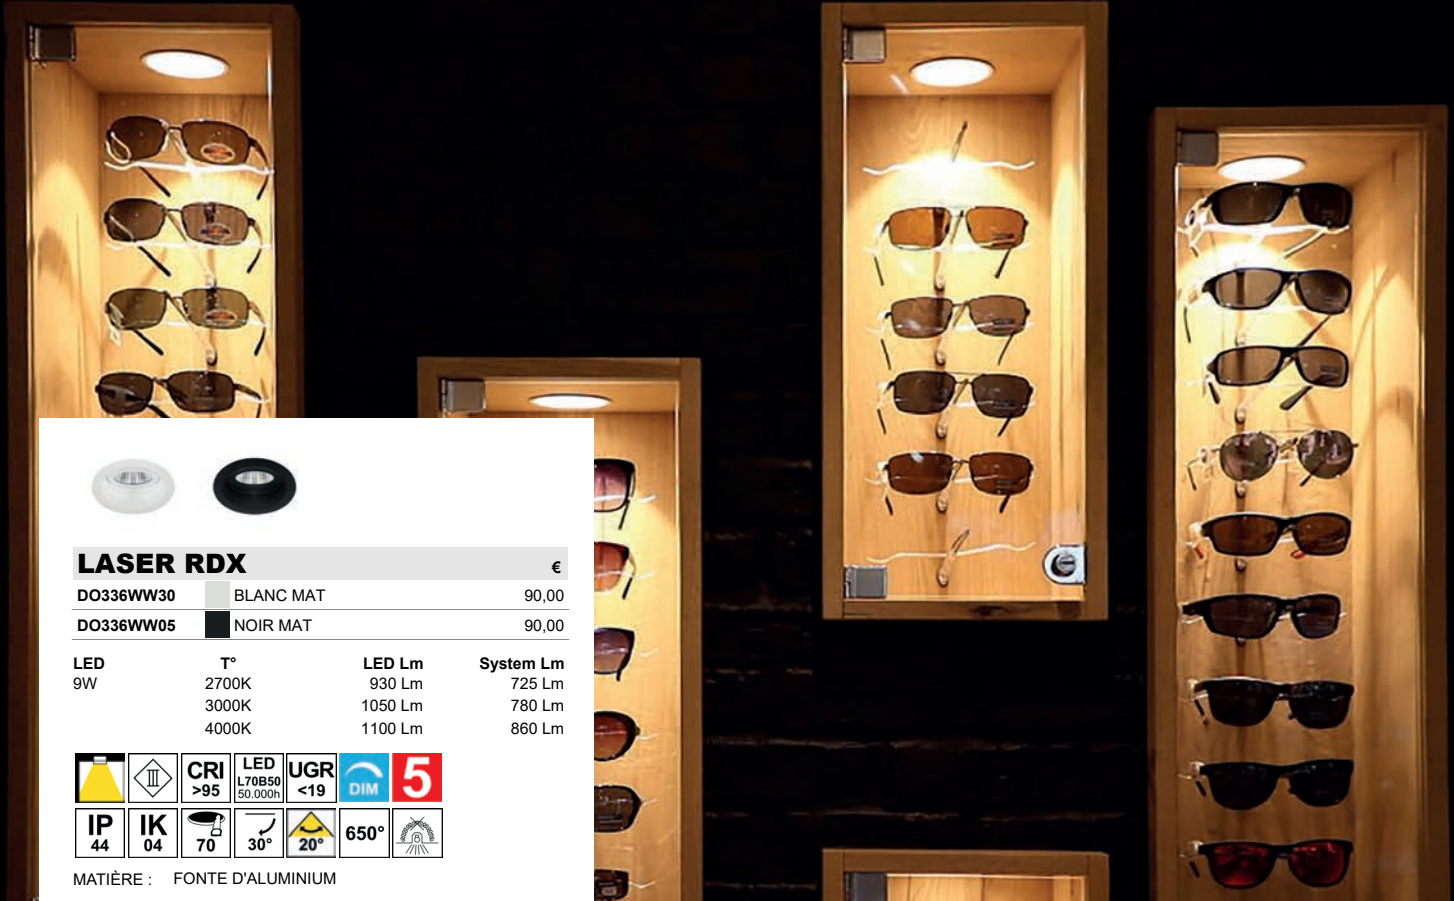 LASER RDX €
DO336WW30 BLANC MAT 90,00
DO336WW05 NOIR MAT 90,00
LED T° LED Lm System Lm
9W 2700K 930 Lm 725 Lm
3000K 1050 Lm 780 Lm
4000K 1100 Lm 860 Lm
III CRI >95 LED L70B50 50.000h UGR <19 DIM 5
IP 44 IK 04 70 30° 20° 650°
MATIÈRE : FONTE D'ALUMINIUM